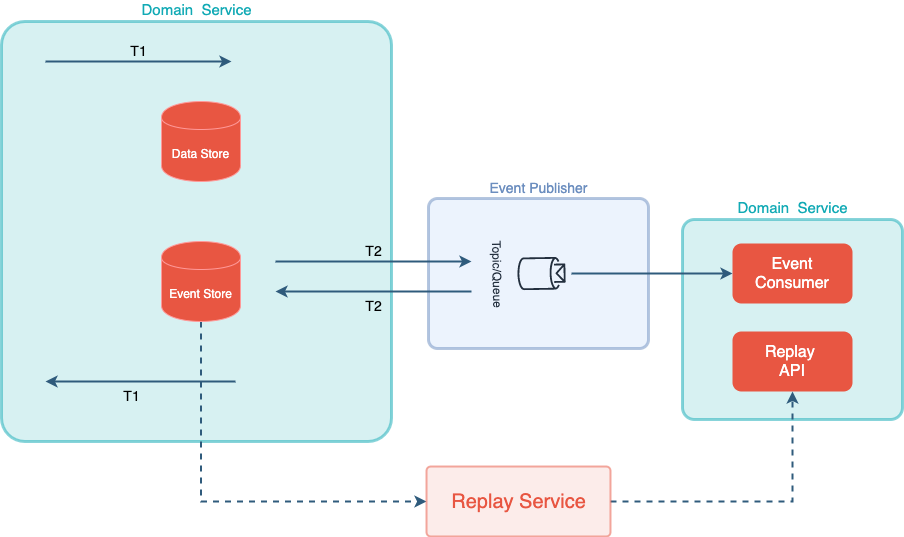 Domain  Service
T1
Data Store
Event Publisher
Domain  Service
T2
Topic/Queue
Event
Consumer
Event Store
T2
Replay
API
T1
Replay Service